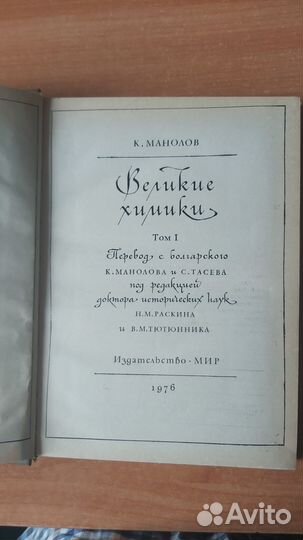 К. МАНОЛОВ
Великие
химики
Том I
Перевод с болгарского
К. МАНОЛОВА и С. ТАСЕВА
под редакцией
доктора исторических наук
Н. М. РАСКИНА
и В. М. ТЮТЮННИКА
Издательство · МИР
1976
Avito